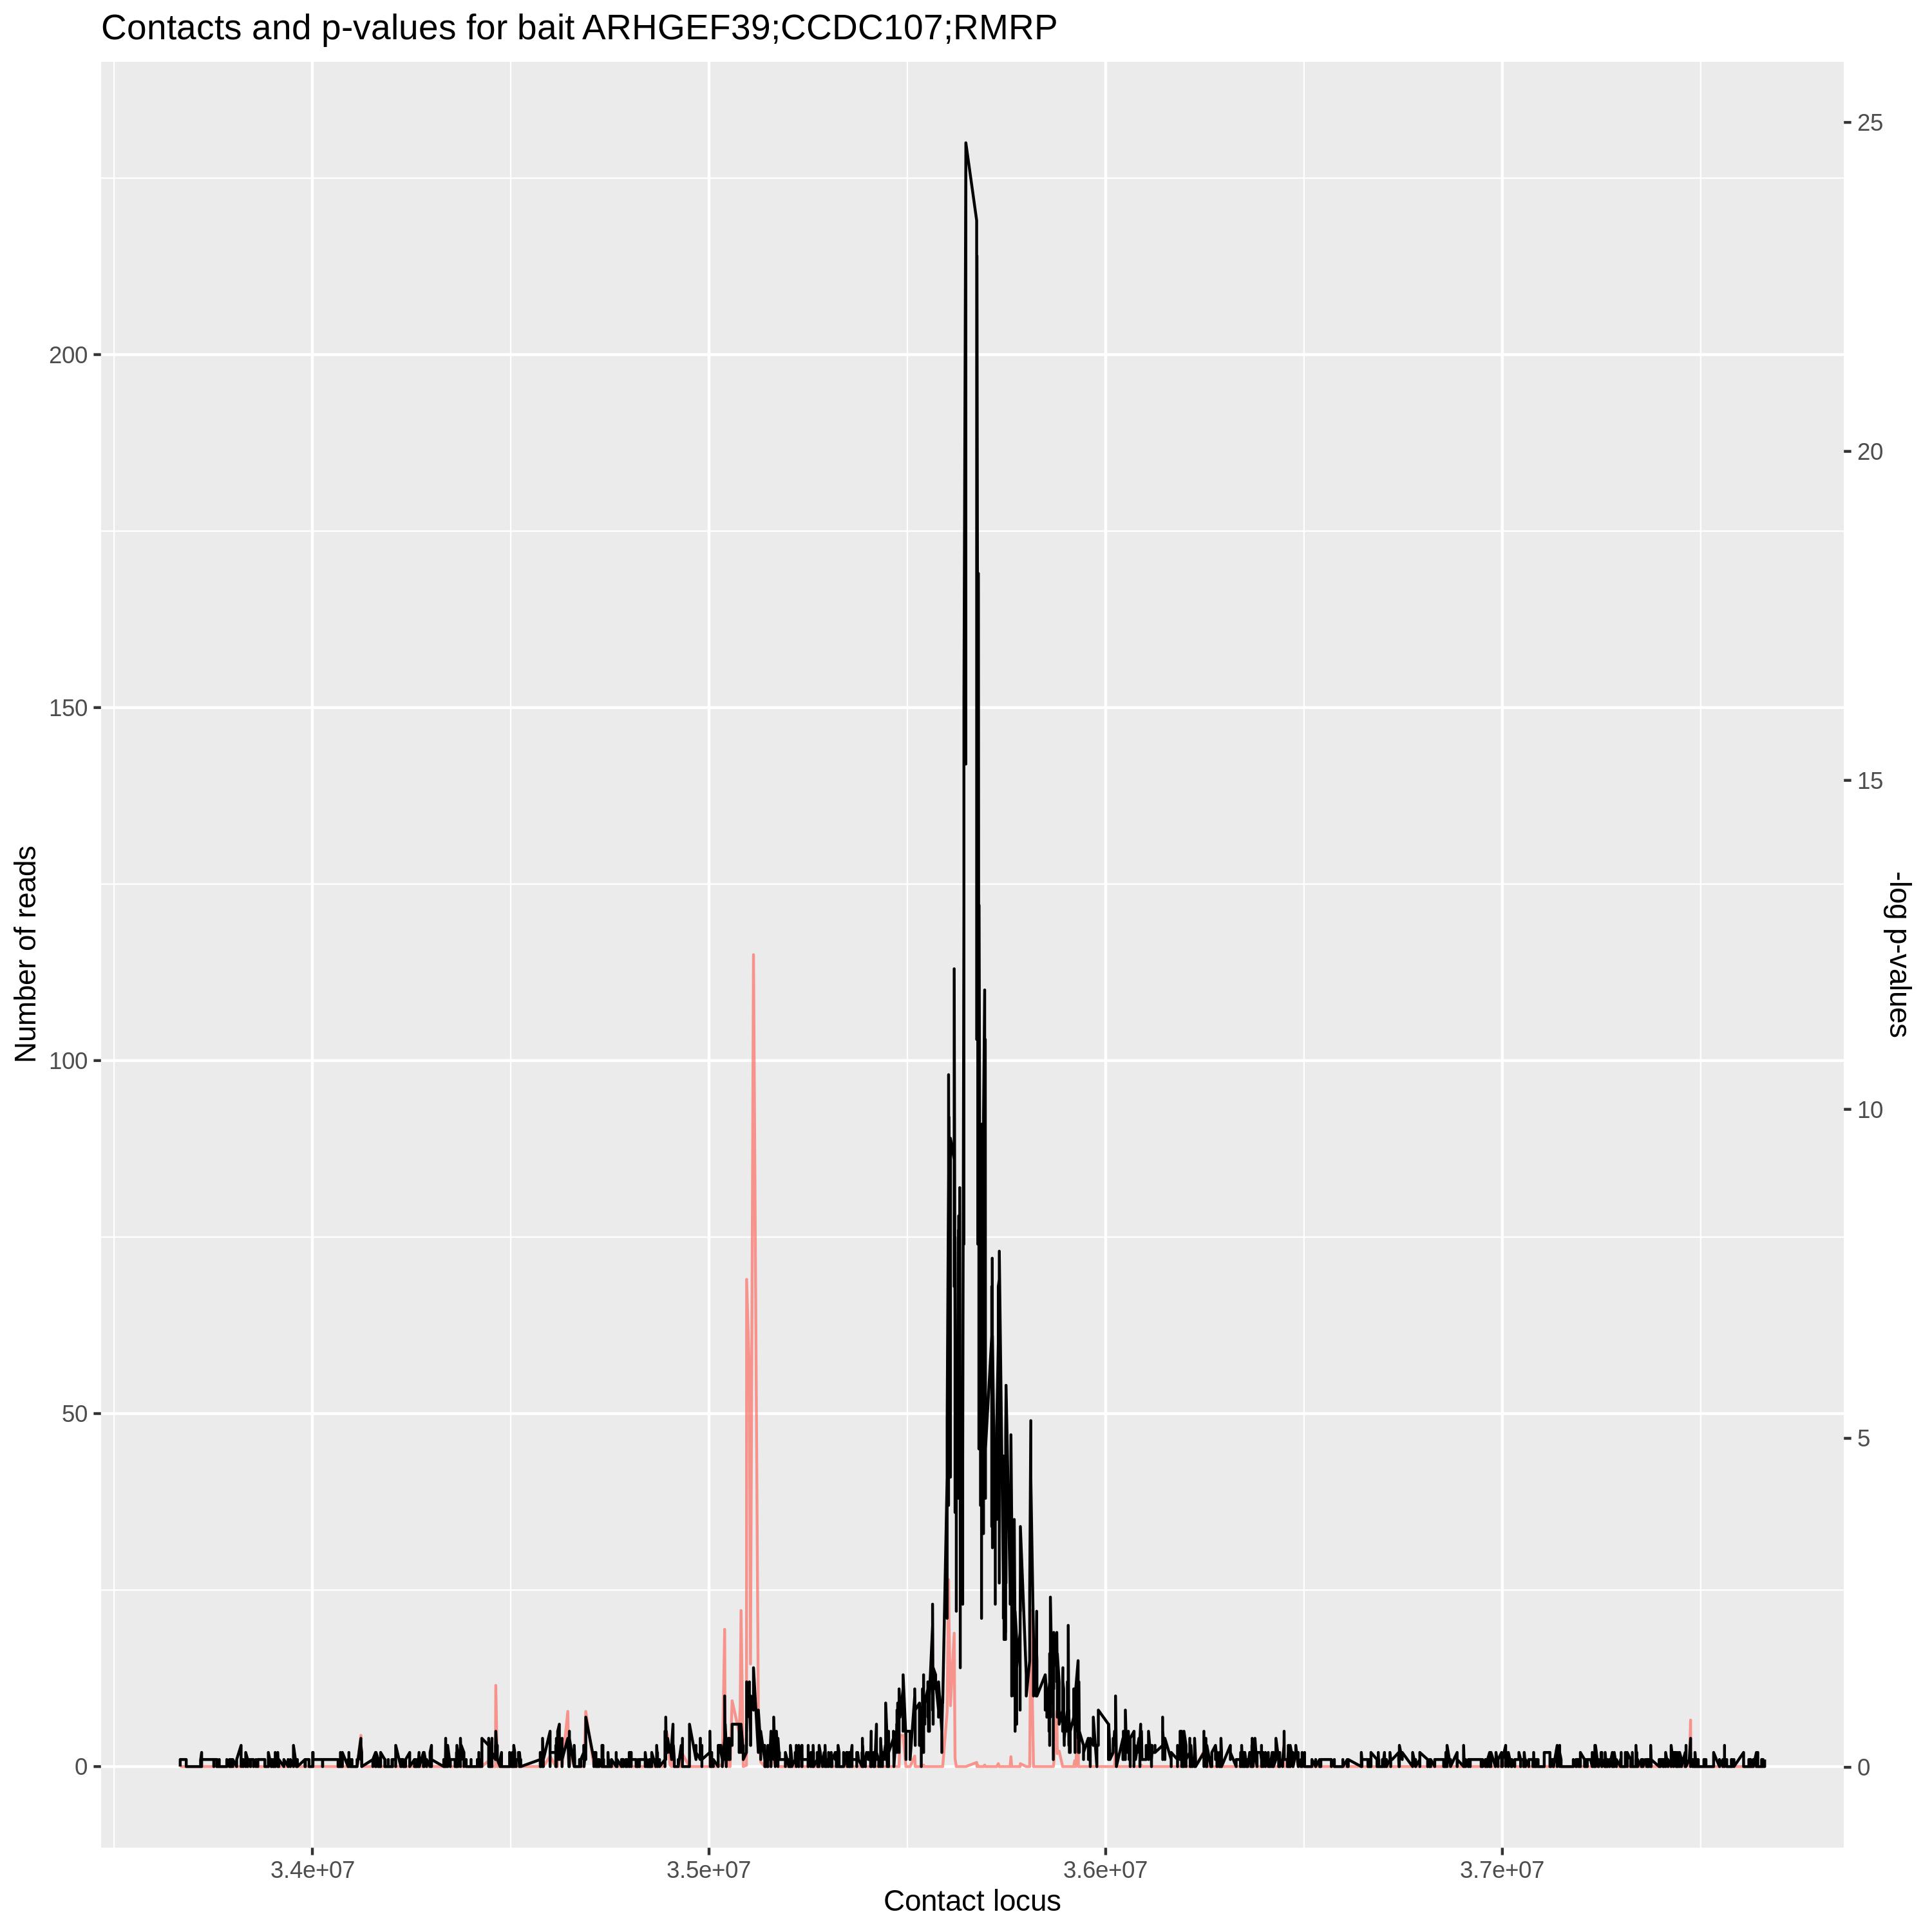 Contacts and p-values for bait ARHGEF39;CCDC107;RMRP
Number of reads
200
150
100
50
0
25
20
15
10
5
0
-log p-values
3.4e+07 3.5e+07 3.6e+07 3.7e+07
Contact locus